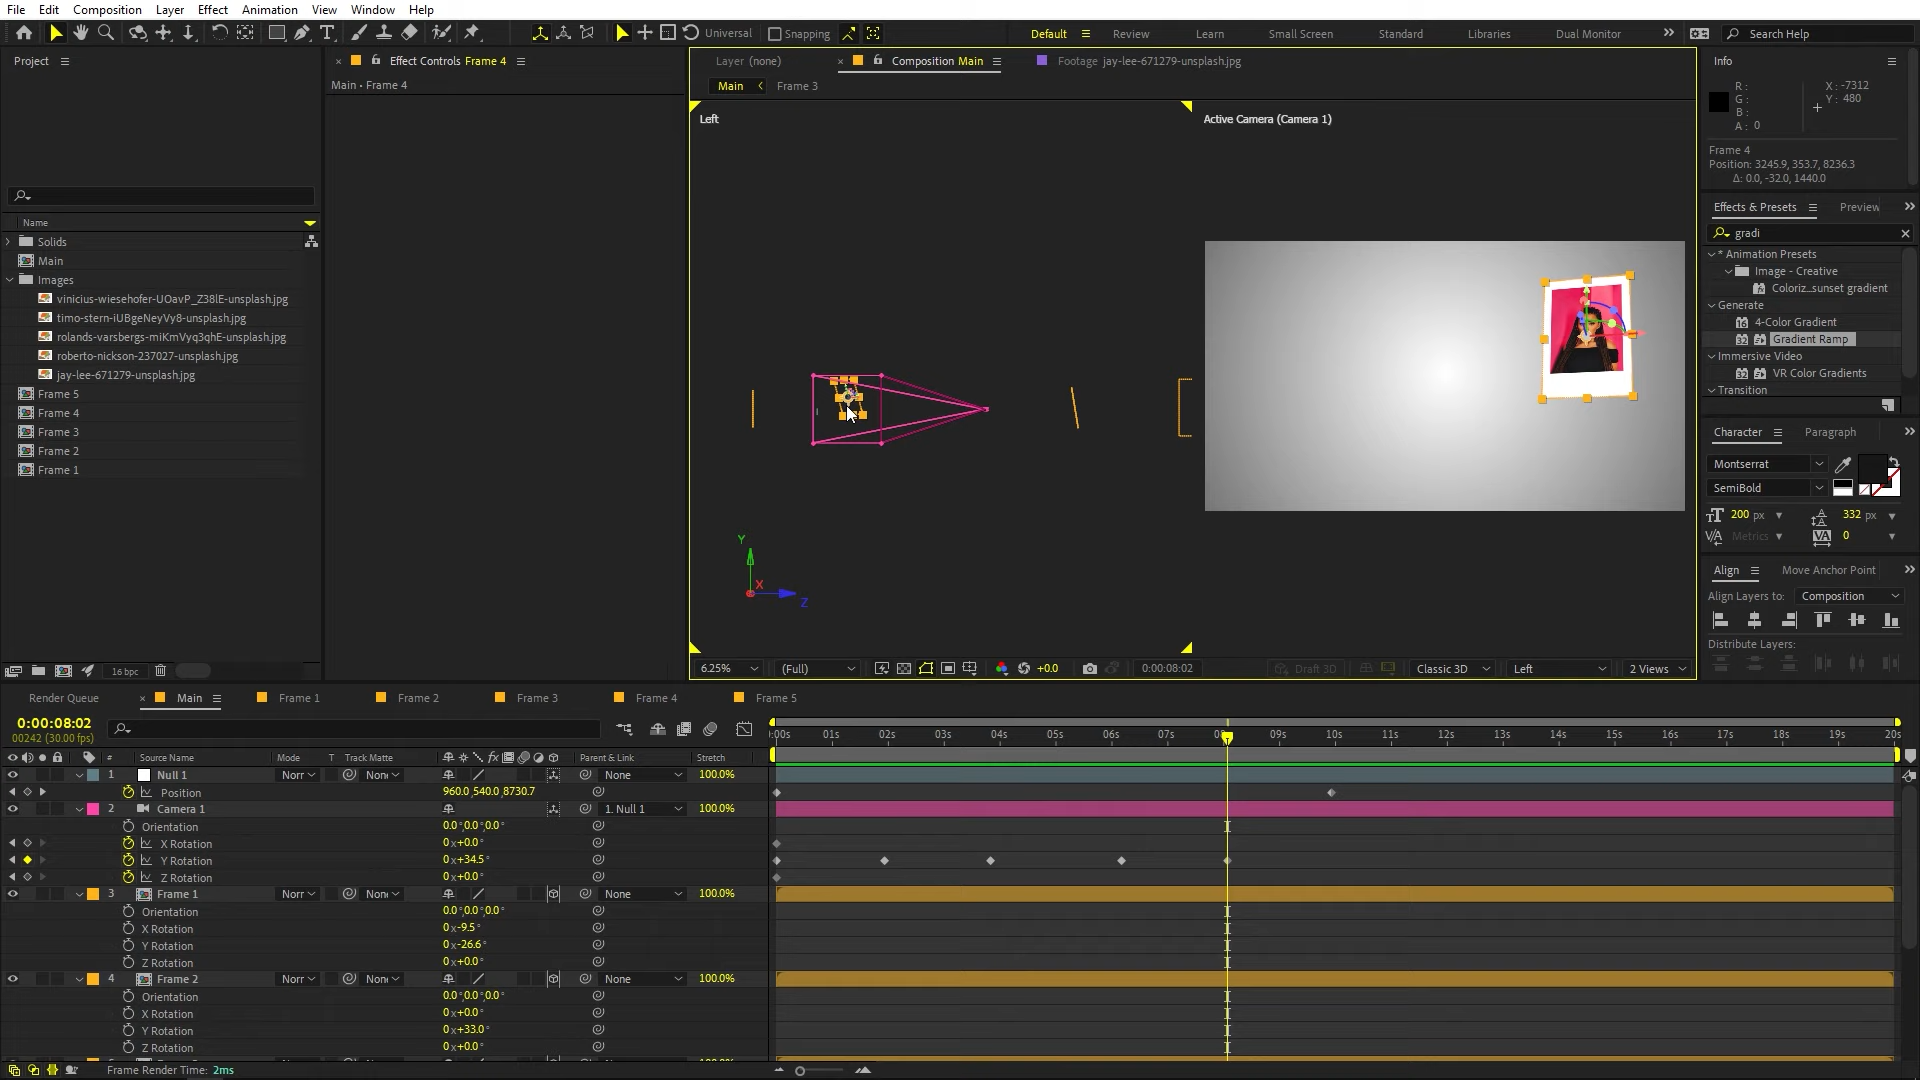 File Edit Composition Layer Effect Animation View Window Help
Universal Snapping Default Review Learn Small Screen Standard Libraries Dual Monitor Search Help
Project
Effect Controls Frame 4
Main • Frame 4
Layer (none) Composition Main Footage jay-lee-671279-unsplash.jpg
Main Frame 3
Left
Active Camera (Camera 1)
Info
R:
G:
B:
A: 0
X: -7312
Y: 480
Frame 4
Position: 3245.9, 353.7, 8236.3
Δ: 0.0, -32.0, 1440.0
Effects & Presets Preview
gradi
* Animation Presets
Image - Creative
Coloriz...sunset gradient
Generate
4-Color Gradient
Gradient Ramp
Immersive Video
VR Color Gradients
Transition
Character Paragraph
Montserrat
SemiBold
200 px 332 px
Metrics 0
Align Move Anchor Point
Align Layers to: Composition
Distribute Layers:
Name
Solids
Main
Images
vinicius-wiesehofer-UOavP_Z38lE-unsplash.jpg
timo-stern-iUBgeNeyVy8-unsplash.jpg
rolands-varsbergs-miKmVyq3qhE-unsplash.jpg
roberto-nickson-237027-unsplash.jpg
jay-lee-671279-unsplash.jpg
Frame 5
Frame 4
Frame 3
Frame 2
Frame 1
16 bpc
Y
X
Z
6.25% (Full) +0.0 0:00:08:02 Draft 3D Classic 3D Left 2 Views
Render Queue Main Frame 1 Frame 2 Frame 3 Frame 4 Frame 5
0:00:08:02
00242 (30.00 fps)
:00s 01s 02s 03s 04s 05s 06s 07s 09s 10s 11s 12s 13s 14s 15s 16s 17s 18s 19s 20s
# Source Name Mode T Track Matte Parent & Link Stretch
1 Null 1 Norr None None 100.0%
Position 960.0,540.0,8730.7
2 Camera 1 1. Null 1 100.0%
Orientation 0.0°,0.0°,0.0°
X Rotation 0x+0.0°
Y Rotation 0x+34.5°
Z Rotation 0x+0.0°
3 Frame 1 Norr None None 100.0%
Orientation 0.0°,0.0°,0.0°
X Rotation 0x-9.5°
Y Rotation 0x-26.6°
Z Rotation 0x+0.0°
4 Frame 2 Norr None None 100.0%
Orientation 0.0°,0.0°,0.0°
X Rotation 0x+0.0°
Y Rotation 0x+33.0°
Z Rotation 0x+0.0°
Frame Render Time: 2ms